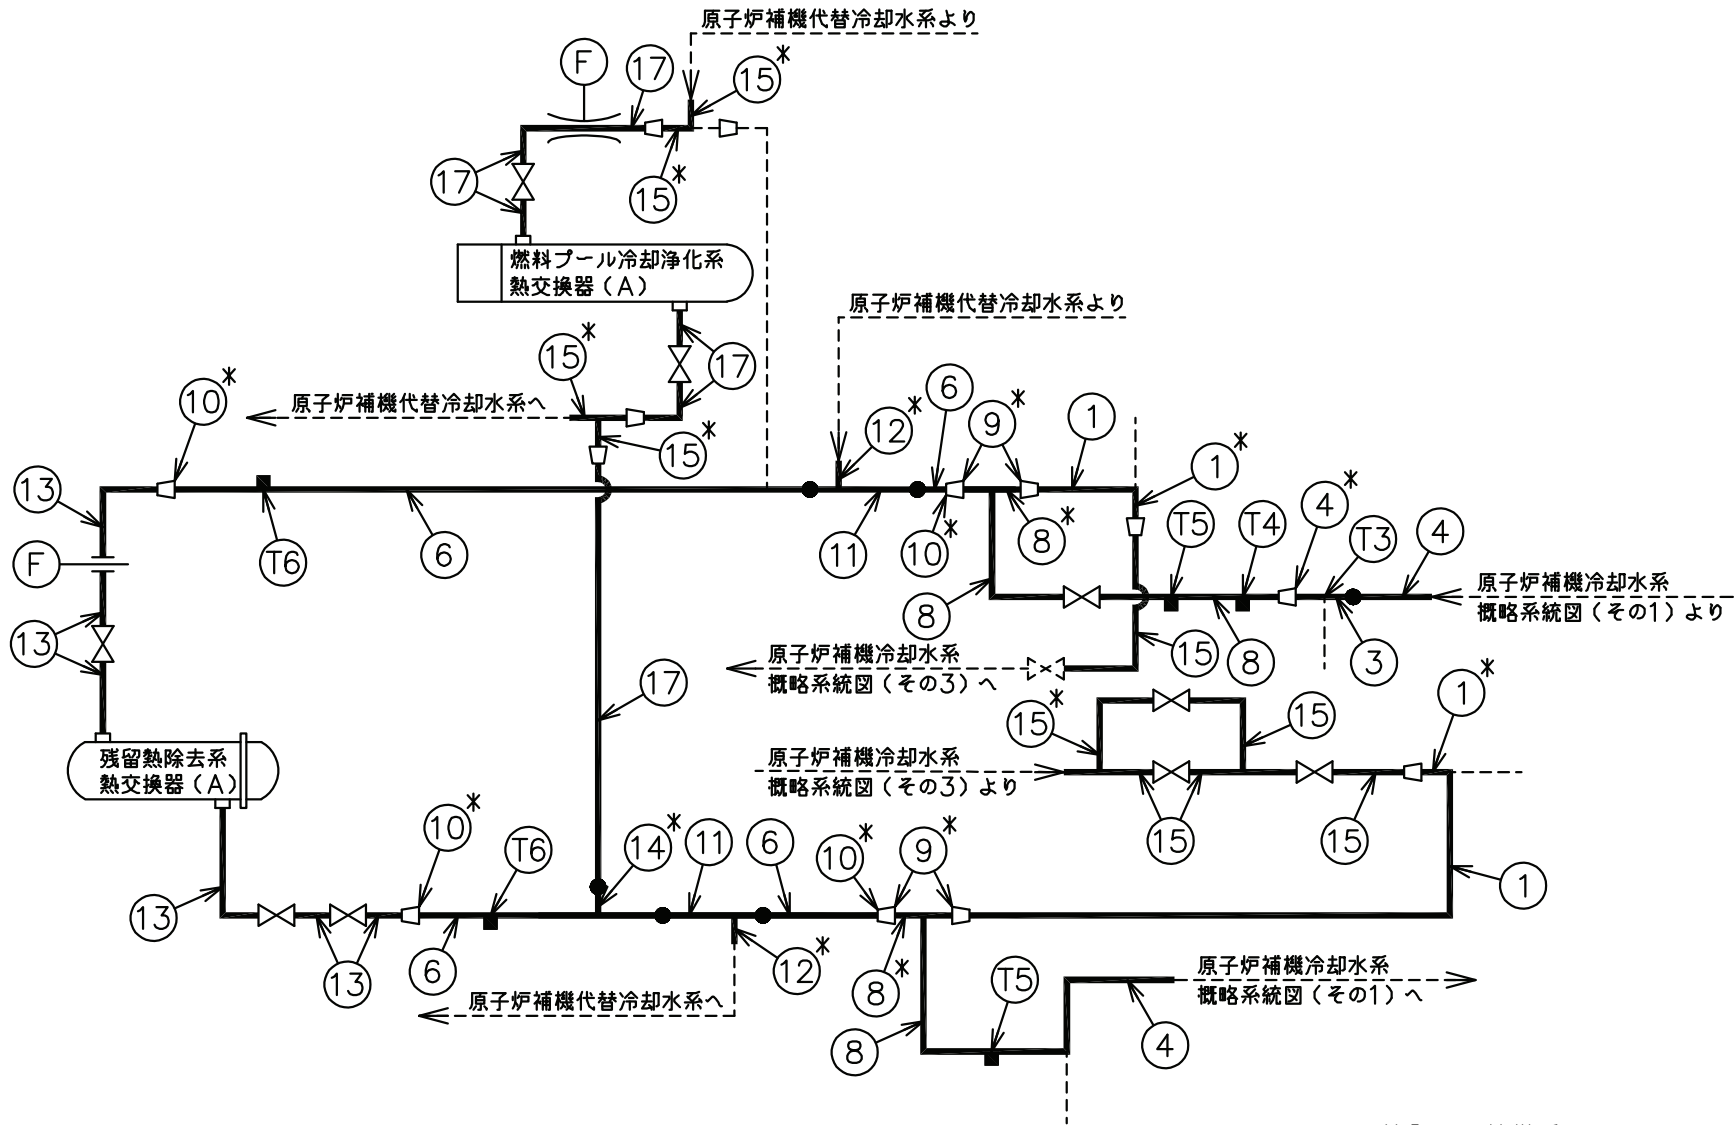 原子炉補機代替冷却水系より
F
17
15*
17
15*
燃料プール冷却浄化系
熱交換器(A)
原子炉補機代替冷却水系より
15*
17
10*
原子炉補機代替冷却水系へ
15*
12*
6
9*
1
1*
13
T6
6
11
10*
8*
T5
T4
4*
T3
4
F
原子炉補機冷却水系
概略系統図(その1)より
13
8
15
8
3
原子炉補機冷却水系
概略系統図(その3)へ
17
15*
15
1*
残留熱除去系
熱交換器(A)
原子炉補機冷却水系
概略系統図(その3)より
10*
T6
14*
11
6
10*
9*
15
15
13
1
13
6
12*
8*
T5
原子炉補機冷却水系
概略系統図(その1)へ
原子炉補機代替冷却水系へ
8
4